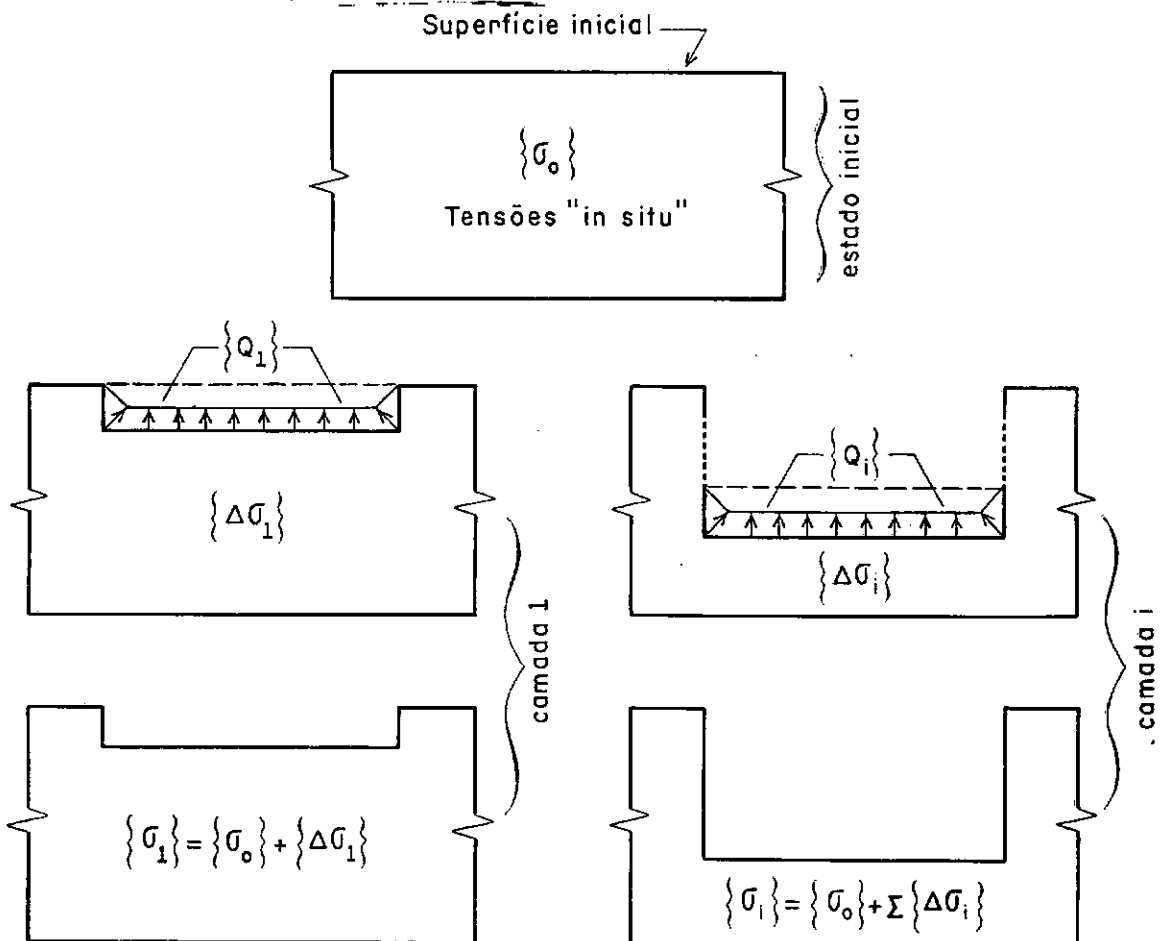 Superfície inicial
{σ₀}
Tensões "in situ"
estado inicial
{Q₁}
{Δσ₁}
camada 1
{σ₁} = {σ₀} + {Δσ₁}
{Qᵢ}
{Δσᵢ}
camada i
{σᵢ} = {σ₀} + Σ {Δσᵢ}